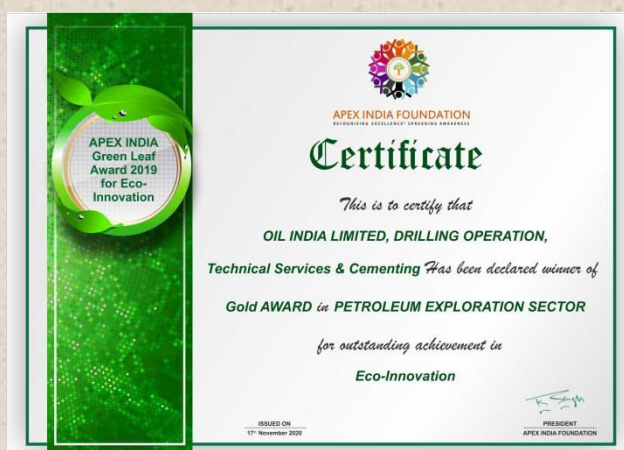 APEX INDIA
Green Leaf
Award 2019
for Eco-
Innovation
APEX INDIA FOUNDATION
RECOGNISING EXCELLENCE* SPREADING AWARENESS
Certificate
This is to certify that
OIL INDIA LIMITED, DRILLING OPERATION,
Technical Services & Cementing Has been declared winner of
Gold AWARD in PETROLEUM EXPLORATION SECTOR
for outstanding achievement in
Eco-Innovation
ISSUED ON
17th November 2020
PRESIDENT
APEX INDIA FOUNDATION